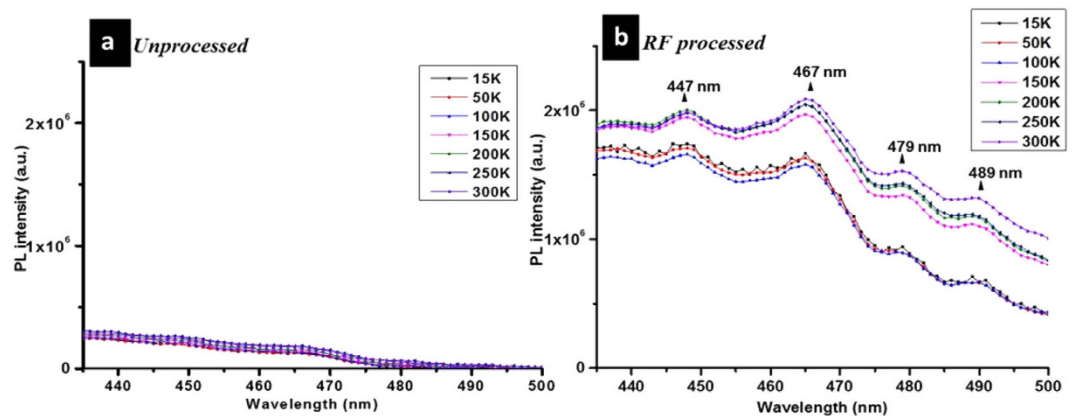 a Unprocessed
15K
50K
100K
150K
200K
250K
300K
2x10⁶
1x10⁶
0
PL intensity (a.u.)
440 450 460 470 480 490 500
Wavelength (nm)
b RF processed
447 nm
467 nm
479 nm
489 nm
15K
50K
100K
150K
200K
250K
300K
2x10⁶
1x10⁶
0
PL intensity (a.u.)
440 450 460 470 480 490 500
Wavelength (nm)